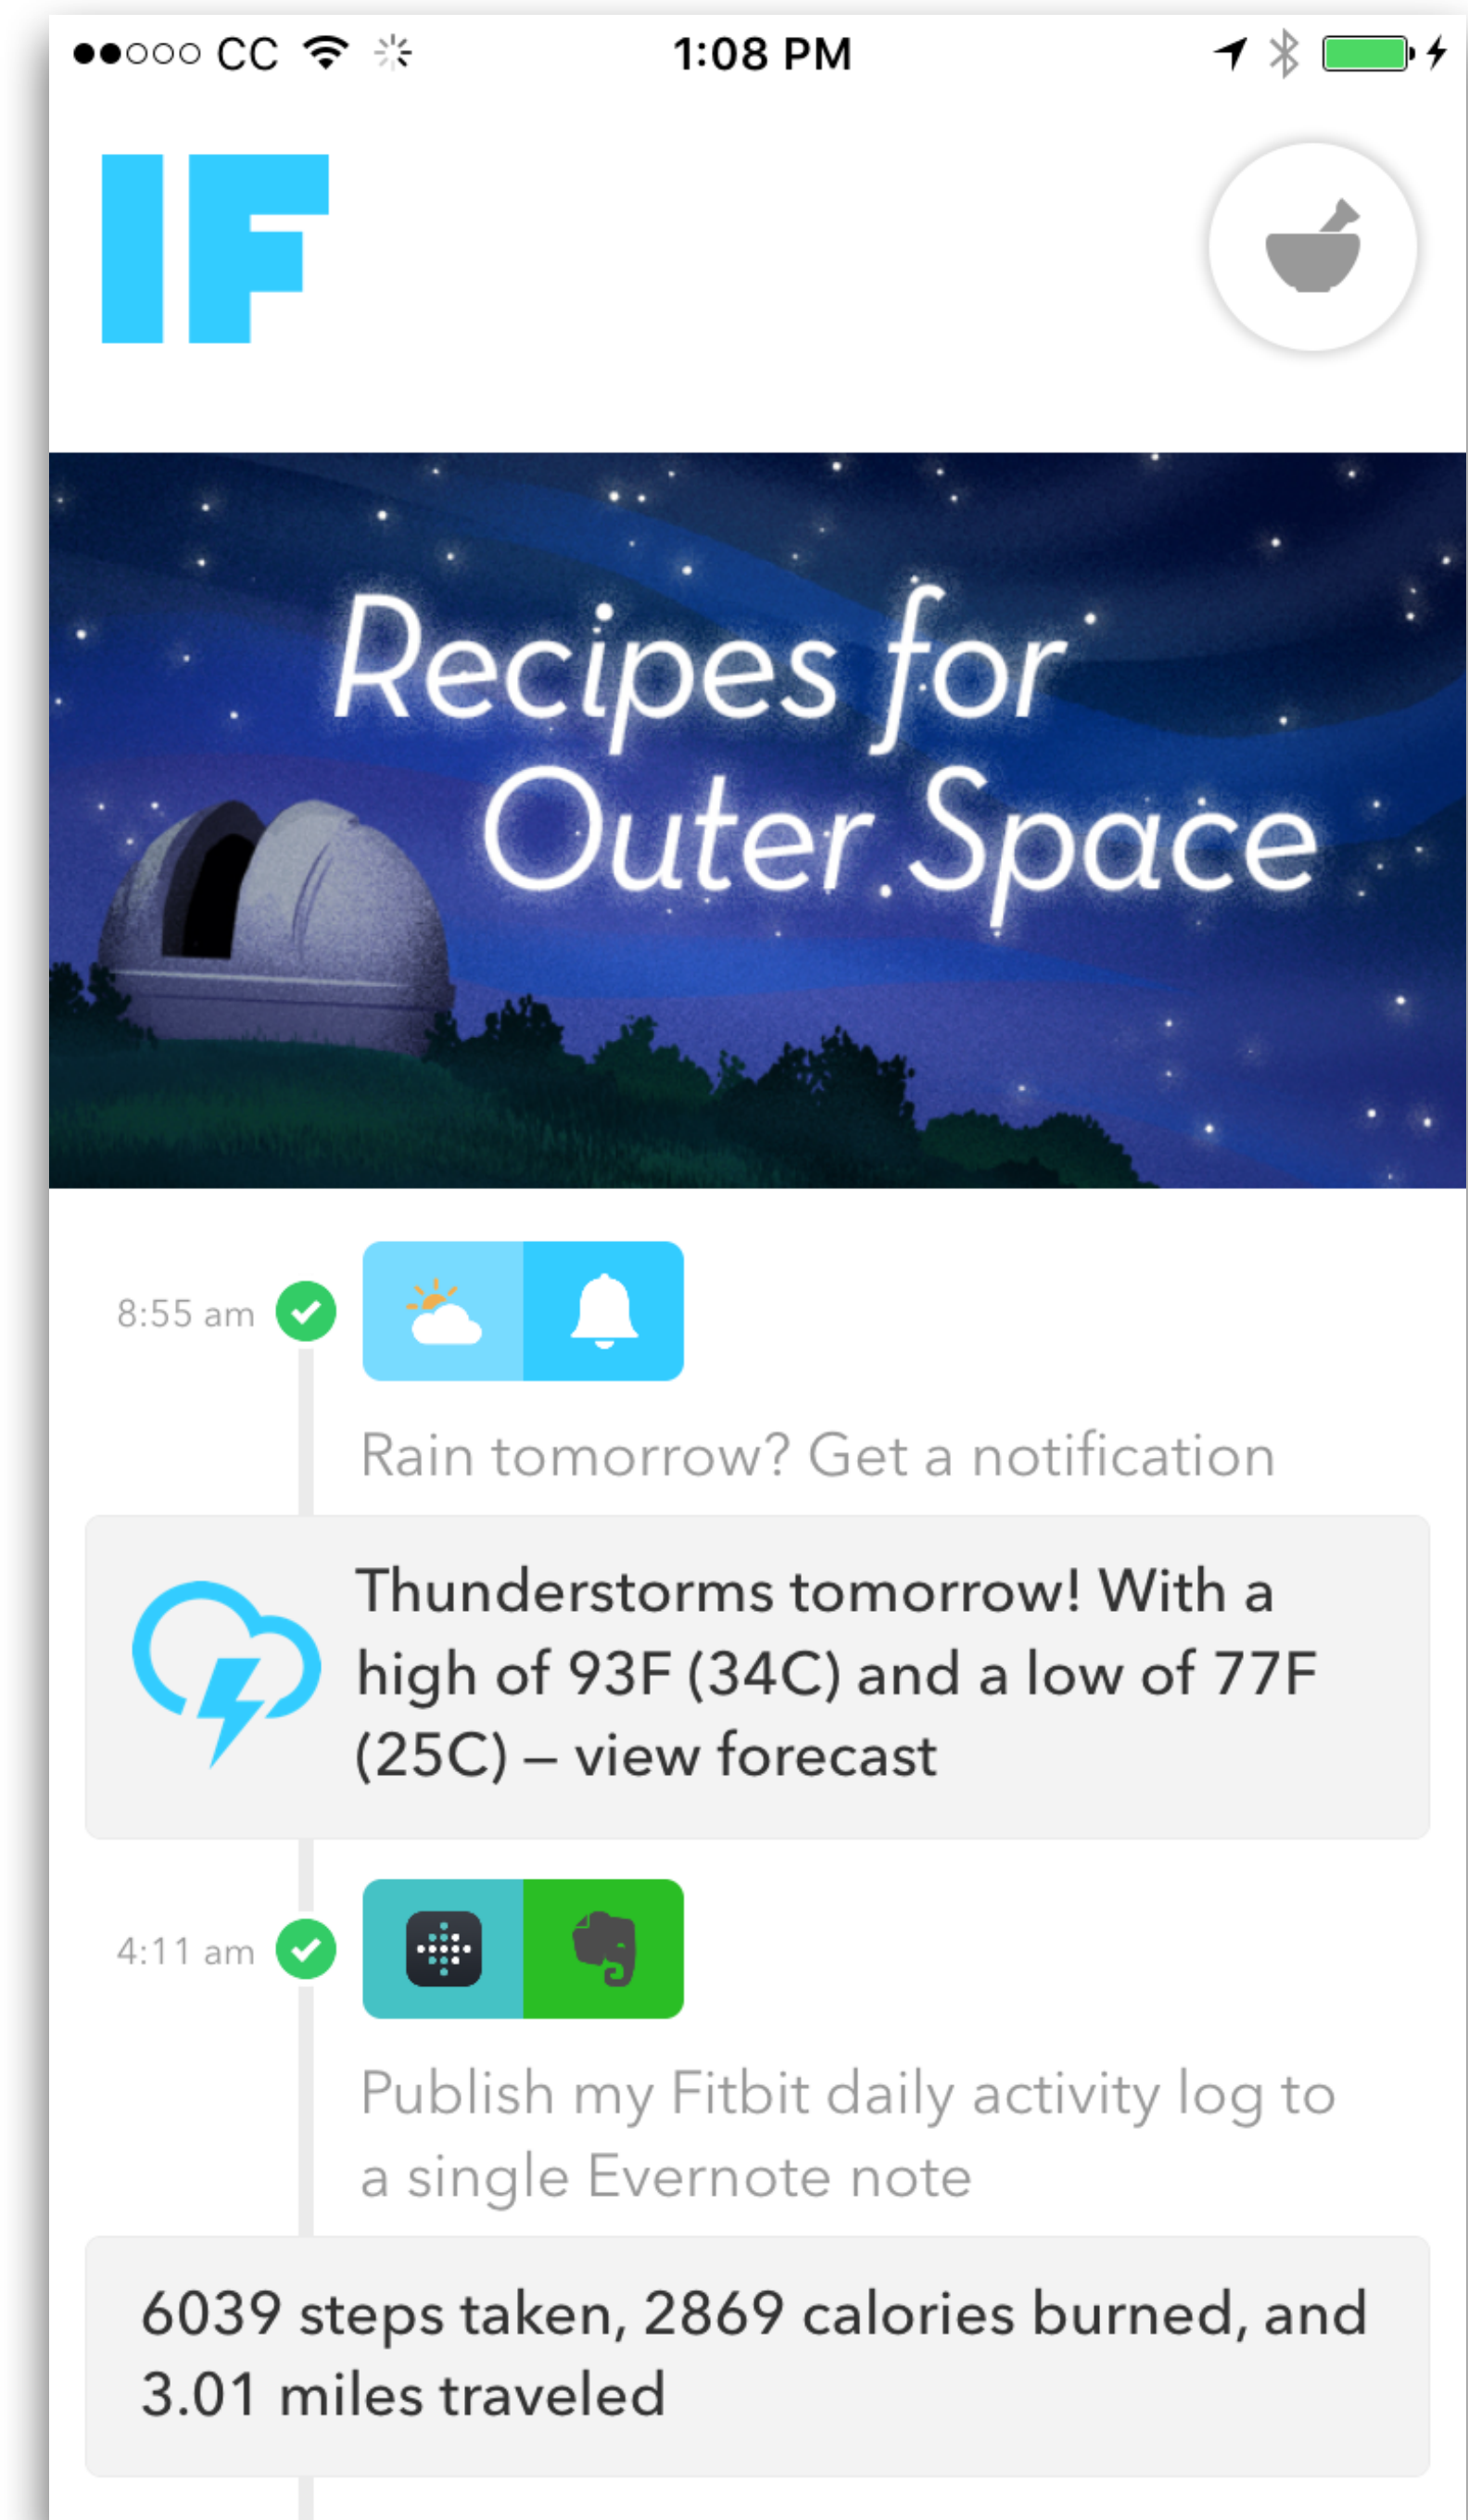 CC 1:08 PM
IF
Recipes for
Outer Space
8:55 am
Rain tomorrow? Get a notification
Thunderstorms tomorrow! With a
high of 93F (34C) and a low of 77F
(25C) – view forecast
4:11 am
Publish my Fitbit daily activity log to
a single Evernote note
6039 steps taken, 2869 calories burned, and
3.01 miles traveled